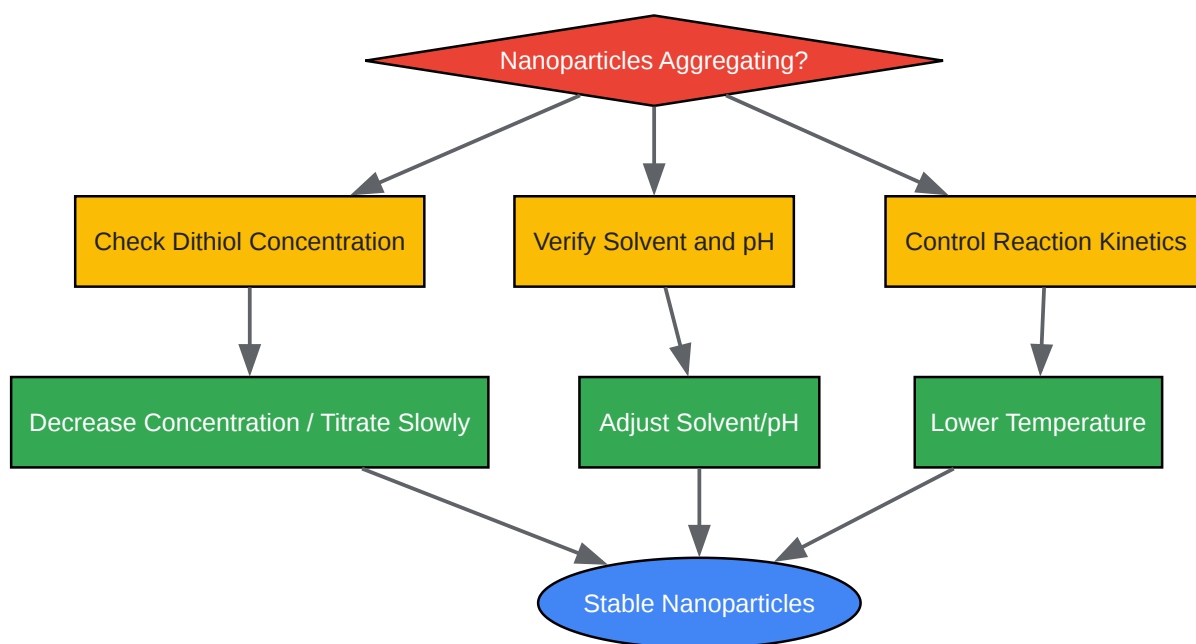 Nanoparticles Aggregating?
Check Dithiol Concentration
Verify Solvent and pH
Control Reaction Kinetics
Decrease Concentration / Titrate Slowly
Adjust Solvent/pH
Lower Temperature
Stable Nanoparticles